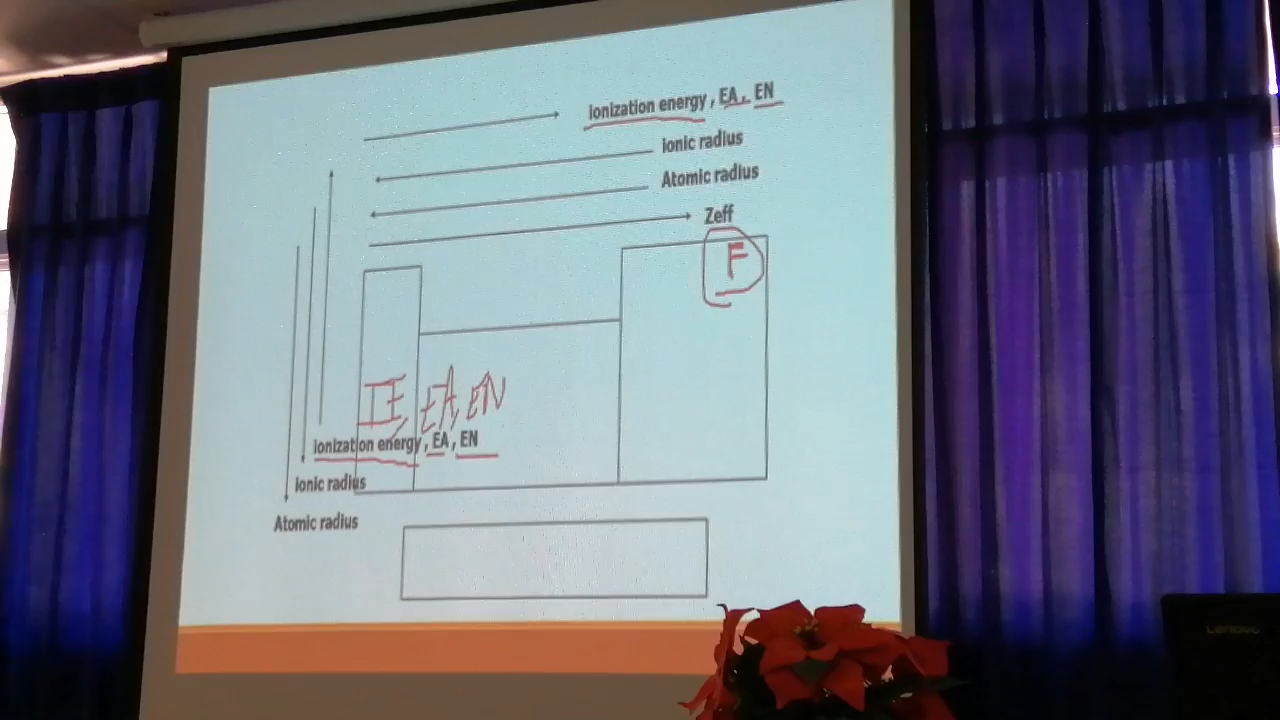 Ionization energy, EA, EN
Ionic radius
Atomic radius
Zeff
F
IE, EA, EN
Ionization energy, EA, EN
Ionic radius
Atomic radius
Lenovo